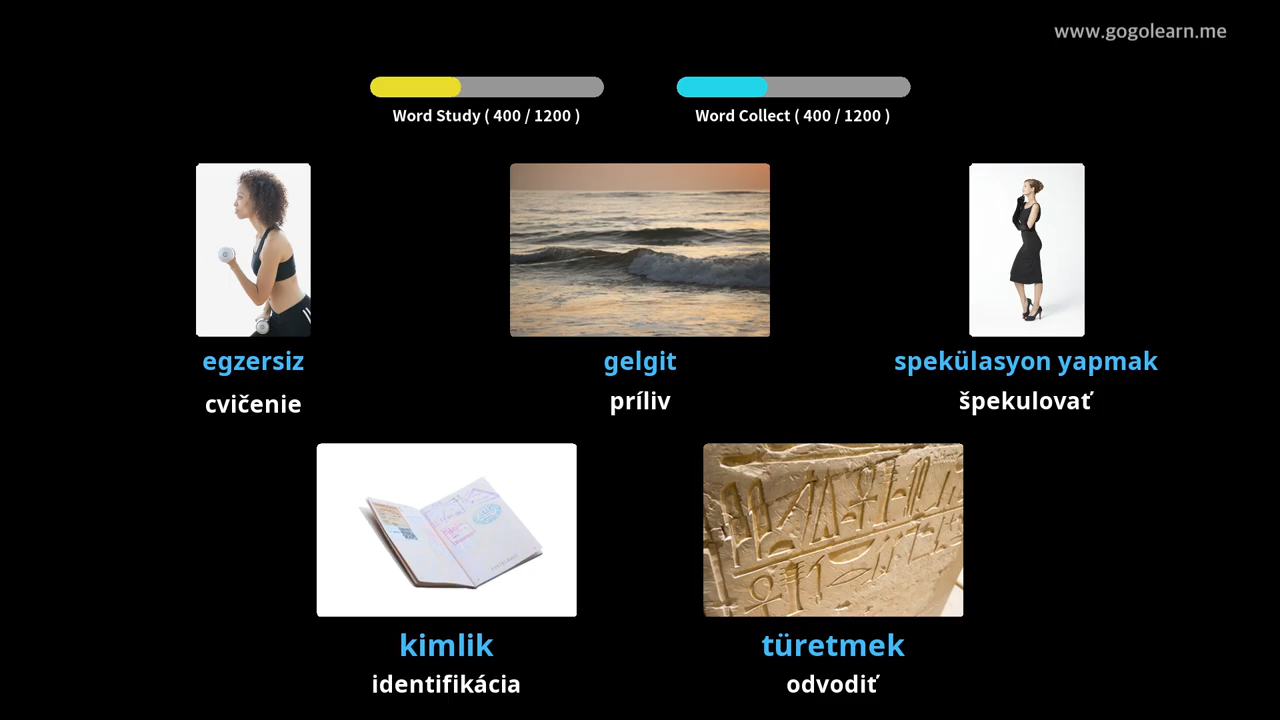 www.gogolearn.me
Word Study ( 400 / 1200 )
Word Collect ( 400 / 1200 )
egzersiz
cvičenie
gelgit
príliv
spekülasyon yapmak
špekulovať
kimlik
identifikácia
türetmek
odvodiť